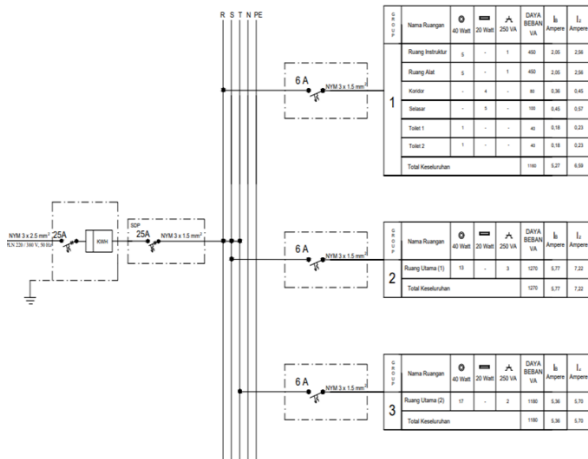 R S T N PE
6 A
NYM 3 x 1.5 mm²
GROUP Nama Ruangan 40 Watt 20 Watt 250 VA DAYA BEBAN VA Ampere Ampere
1
Ruang Instruktur 5 - 1 450 2,05 2,56
Ruang Alat 5 - 1 450 2,05 2,56
Koridor - 4 - 80 0,36 0,45
Selasar - 5 - 100 0,45 0,57
Toilet 1 1 - - 40 0,18 0,23
Toilet 2 1 - - 40 0,18 0,23
Total Keseluruhan 1160 5,27 6.59
NYM 3 x 2.5 mm² 25A KWH
PLN 220 / 380 V, 50 Hz
SDP
25A NYM 3 x 1.5 mm²
6 A
NYM 3 x 1.5 mm²
GROUP Nama Ruangan 40 Watt 20 Watt 250 VA DAYA BEBAN VA Ampere Ampere
2
Ruang Utama (1) 13 - 3 1270 5,77 7,22
Total Keseluruhan 1270 5,77 7,22
6 A
NYM 3 x 1.5 mm²
GROUP Nama Ruangan 40 Watt 20 Watt 250 VA DAYA BEBAN VA Ampere Ampere
3
Ruang Utama (2) 17 - 2 1180 5,36 5,70
Total Keseluruhan 1180 5,36 5,70